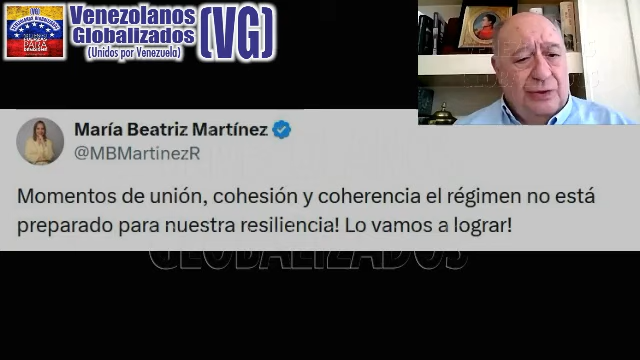 Venezolanos
Globalizados
(Unidos por Venezuela)
(VG)
María Beatriz Martínez
@MBMartinezR
Momentos de unión, cohesión y coherencia el régimen no está
preparado para nuestra resiliencia! Lo vamos a lograr!
GLOBALIZADOS